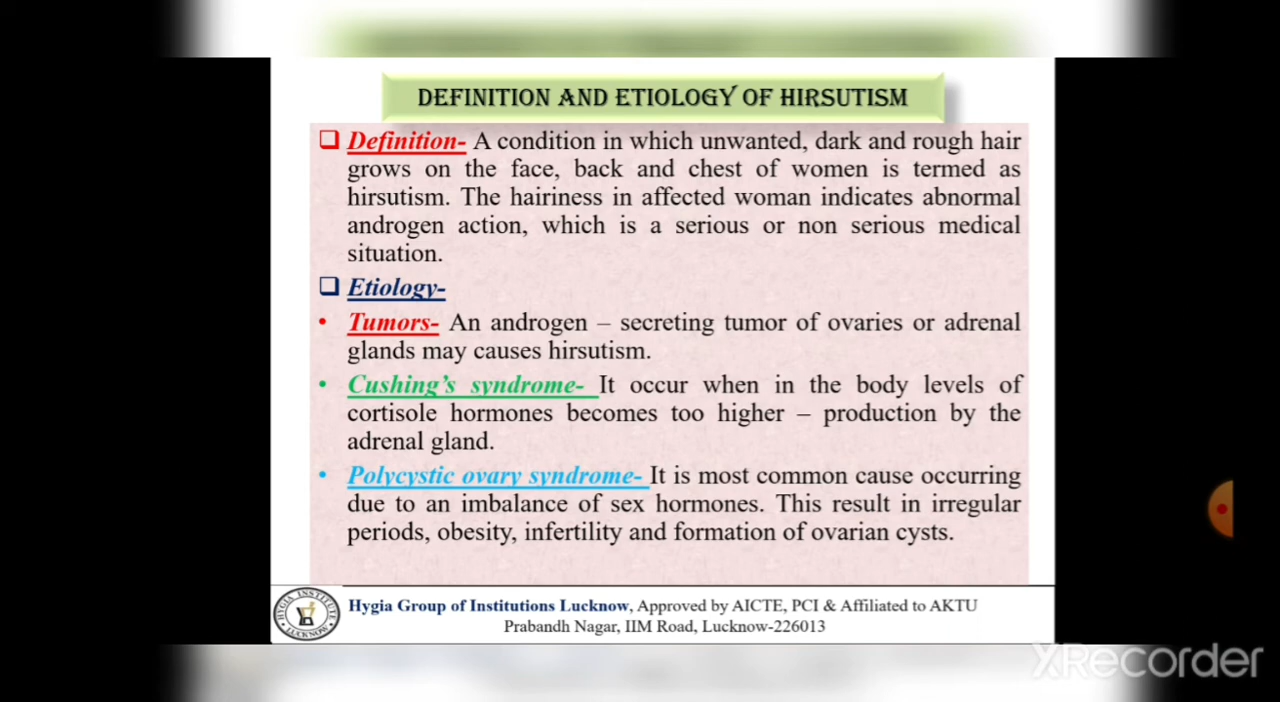 DEFINITION AND ETIOLOGY OF HIRSUTISM
Definition- A condition in which unwanted, dark and rough hair
grows on the face, back and chest of women is termed as
hirsutism. The hairiness in affected woman indicates abnormal
androgen action, which is a serious or non serious medical
situation.
Etiology-
• Tumors- An androgen – secreting tumor of ovaries or adrenal
glands may causes hirsutism.
• Cushing's syndrome- It occur when in the body levels of
cortisole hormones becomes too higher – production by the
adrenal gland.
• Polycystic ovary syndrome- It is most common cause occurring
due to an imbalance of sex hormones. This result in irregular
periods, obesity, infertility and formation of ovarian cysts.
HYGIA INSTITUTE
LUCKNOW
Hygia Group of Institutions Lucknow, Approved by AICTE, PCI & Affiliated to AKTU
Prabandh Nagar, IIM Road, Lucknow-226013
XRecorder